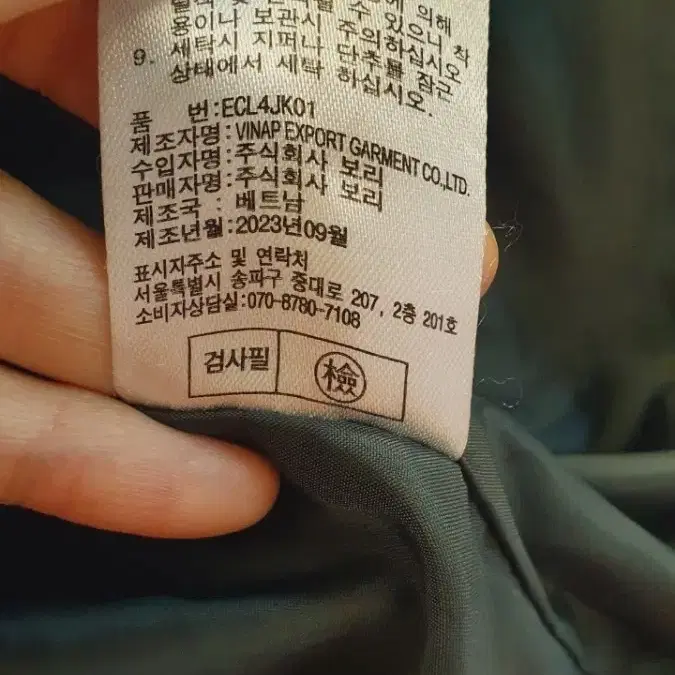 수 있으니 착
용이나 보관시 주의하십시오
9. 세탁시 지퍼나 단추를 잠근
상태에서 세탁 하십시오.
품 번:ECL4JK01
제조자명:VINAP EXPORT GARMENT CO.,LTD.
수입자명:주식회사 보리
판매자명:주식회사 보리
제조국 : 베트남
제조년월:2023년09월
표시자주소 및 연락처
서울특별시 송파구 중대로 207, 2층 201호
소비자상담실:070-8780-7108
검사필 檢